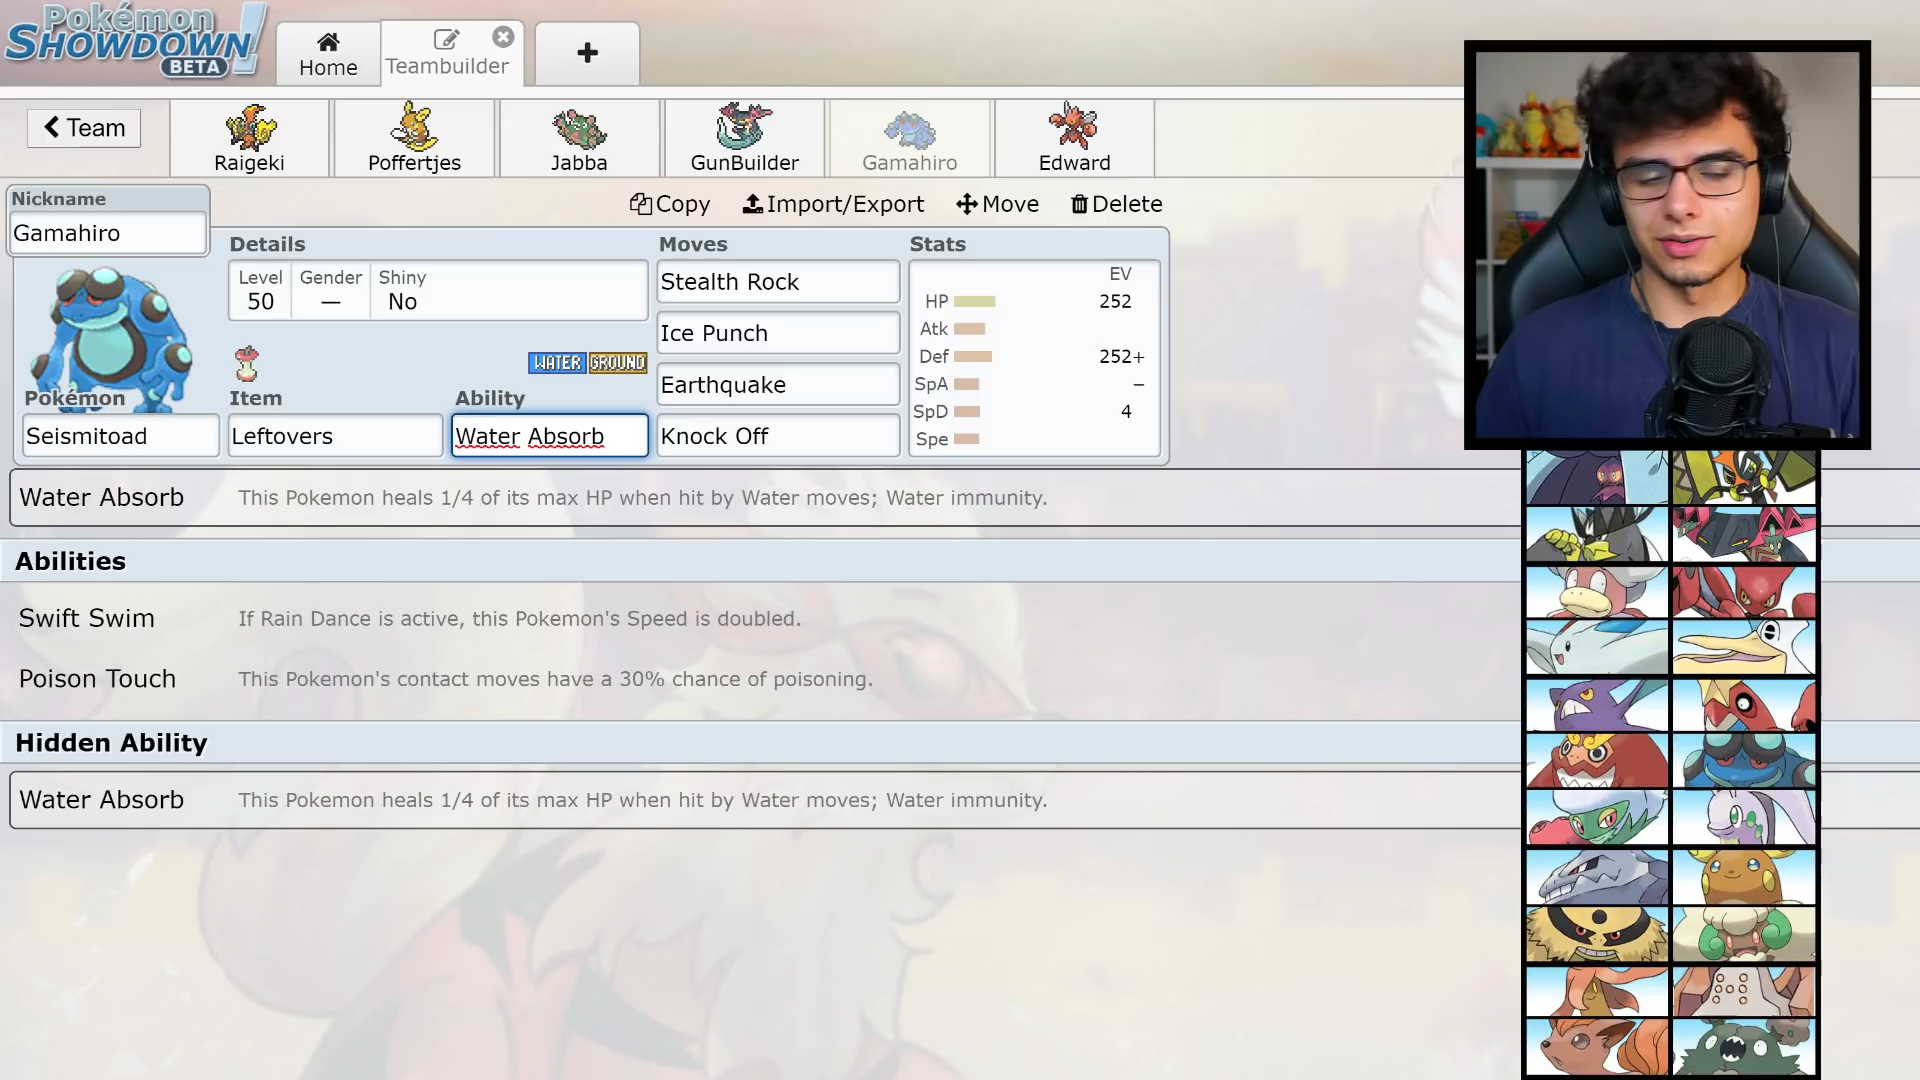 Pokémon
SHOWDOWN!
BETA
Home
Teambuilder
+
Team
Raigeki
Poffertjes
Jabba
GunBuilder
Gamahiro
Edward
Nickname
Gamahiro
Copy
Import/Export
Move
Delete
Details
Moves
Stats
Level
Gender
Shiny
50
—
No
Stealth Rock
Ice Punch
Earthquake
Knock Off
EV
HP 252
Atk
Def 252+
SpA –
SpD 4
Spe
WATER GROUND
Pokémon
Item
Ability
Seismitoad
Leftovers
Water Absorb
Water Absorb This Pokemon heals 1/4 of its max HP when hit by Water moves; Water immunity.
Abilities
Swift Swim If Rain Dance is active, this Pokemon's Speed is doubled.
Poison Touch This Pokemon's contact moves have a 30% chance of poisoning.
Hidden Ability
Water Absorb This Pokemon heals 1/4 of its max HP when hit by Water moves; Water immunity.